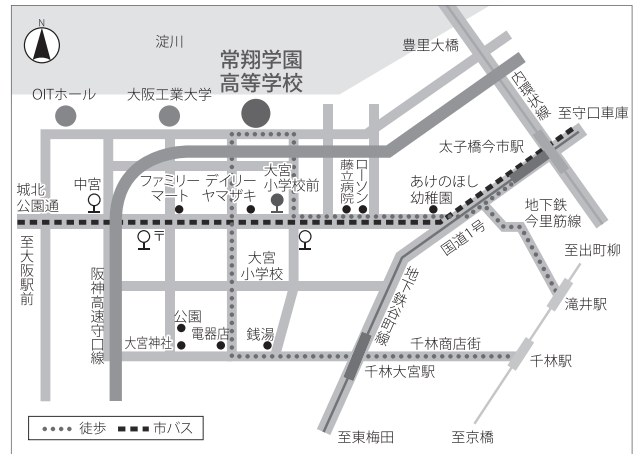 N
淀川
豊里大橋
常翔学園
高等学校
OITホール
大阪工業大学
内環状線
至守口車庫
太子橋今市駅
城北
公園通
中宮
ファミリー
マート
デイリー
ヤマザキ
大宮
小学校前
藤立病院
ローソン
あけのほし
幼稚園
地下鉄
今里筋線
国道1号
至大阪駅前
〒
大宮
小学校
至出町柳
阪神高速守口線
地下鉄谷町線
滝井駅
公園
大宮神社
電器店
銭湯
千林商店街
千林大宮駅
千林駅
徒歩
市バス
至東梅田
至京橋